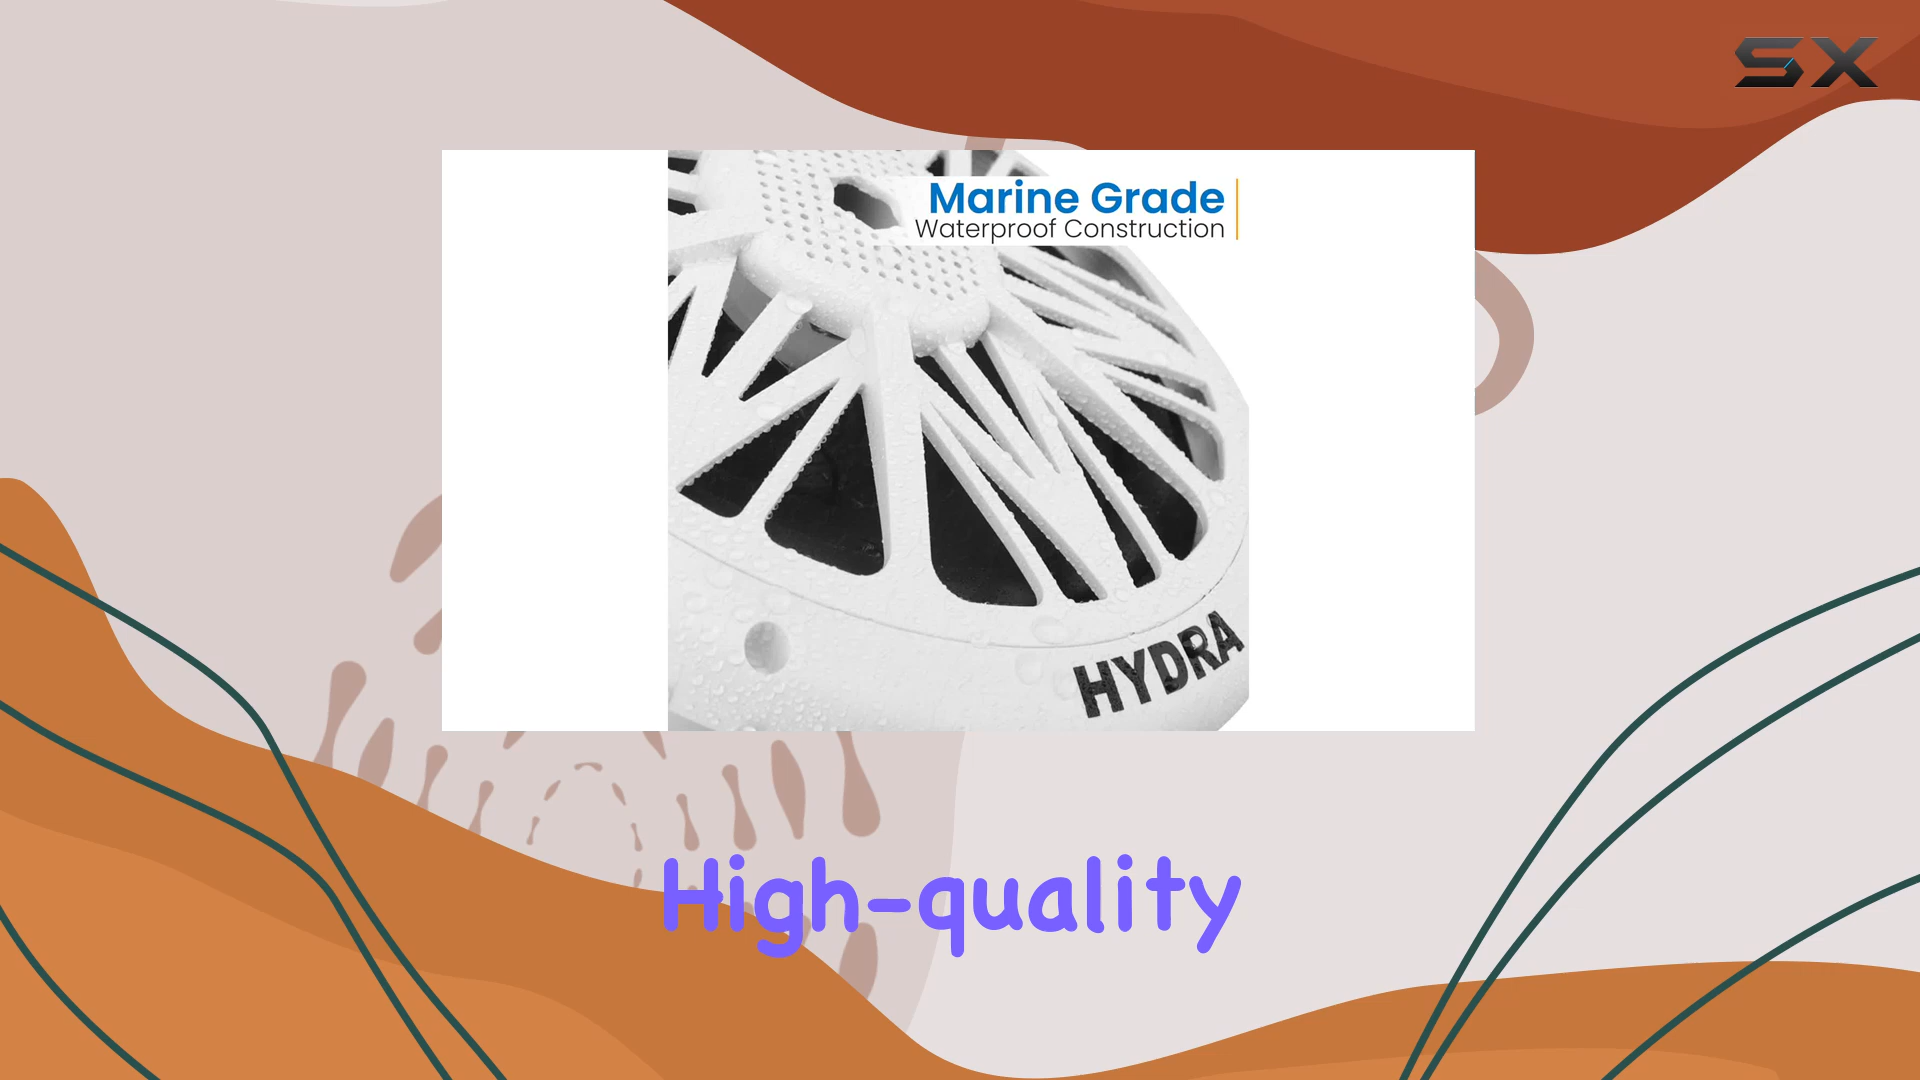 SX
Marine Grade
Waterproof Construction
HYDRA
High-quality